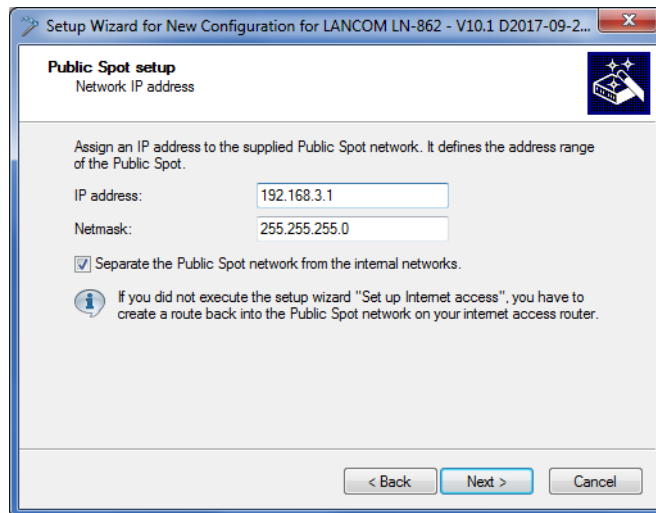 Setup Wizard for New Configuration for LANCOM LN-862 - V10.1 D2017-09-2...
Public Spot setup
Network IP address
Assign an IP address to the supplied Public Spot network. It defines the address range
of the Public Spot.
IP address:
192.168.3.1
Netmask:
255.255.255.0
Separate the Public Spot network from the internal networks.
If you did not execute the setup wizard "Set up Internet access", you have to
create a route back into the Public Spot network on your internet access router.
< Back
Next >
Cancel